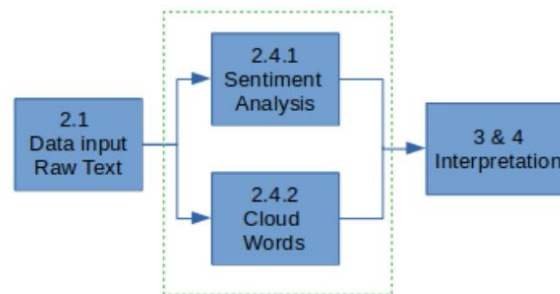 2.1
Data input
Raw Text
2.4.1
Sentiment
Analysis
2.4.2
Cloud
Words
3 & 4
Interpretation